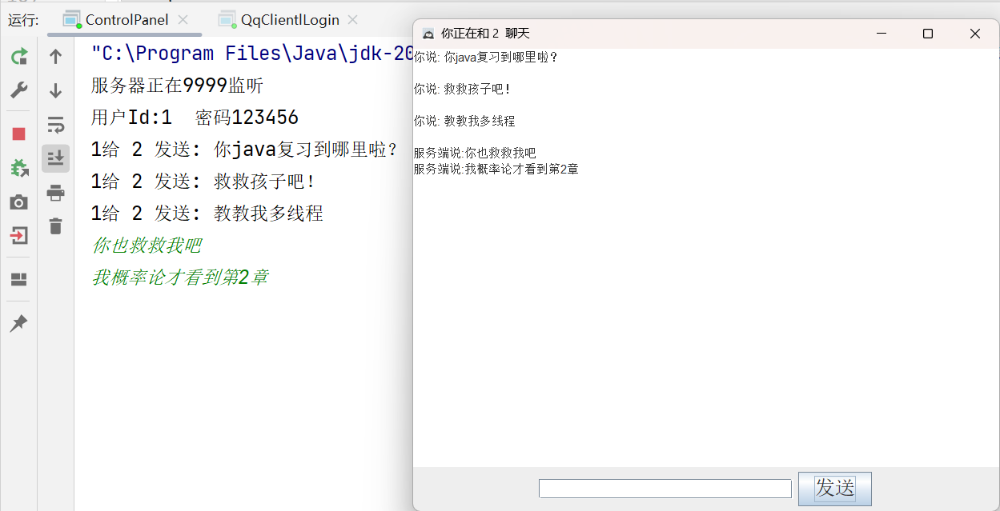 运行:
ControlPanel
QqClientlLogin
"C:\Program Files\Java\jdk-20
服务器正在9999监听
用户Id:1  密码123456
1给 2 发送: 你java复习到哪里啦?
1给 2 发送: 救救孩子吧!
1给 2 发送: 教教我多线程
你也救救我吧
我概率论才看到第2章
你正在和 2  聊天
你说: 你java复习到哪里啦?
你说: 救救孩子吧!
你说: 教教我多线程
服务端说:你也救救我吧
服务端说:我概率论才看到第2章
发送